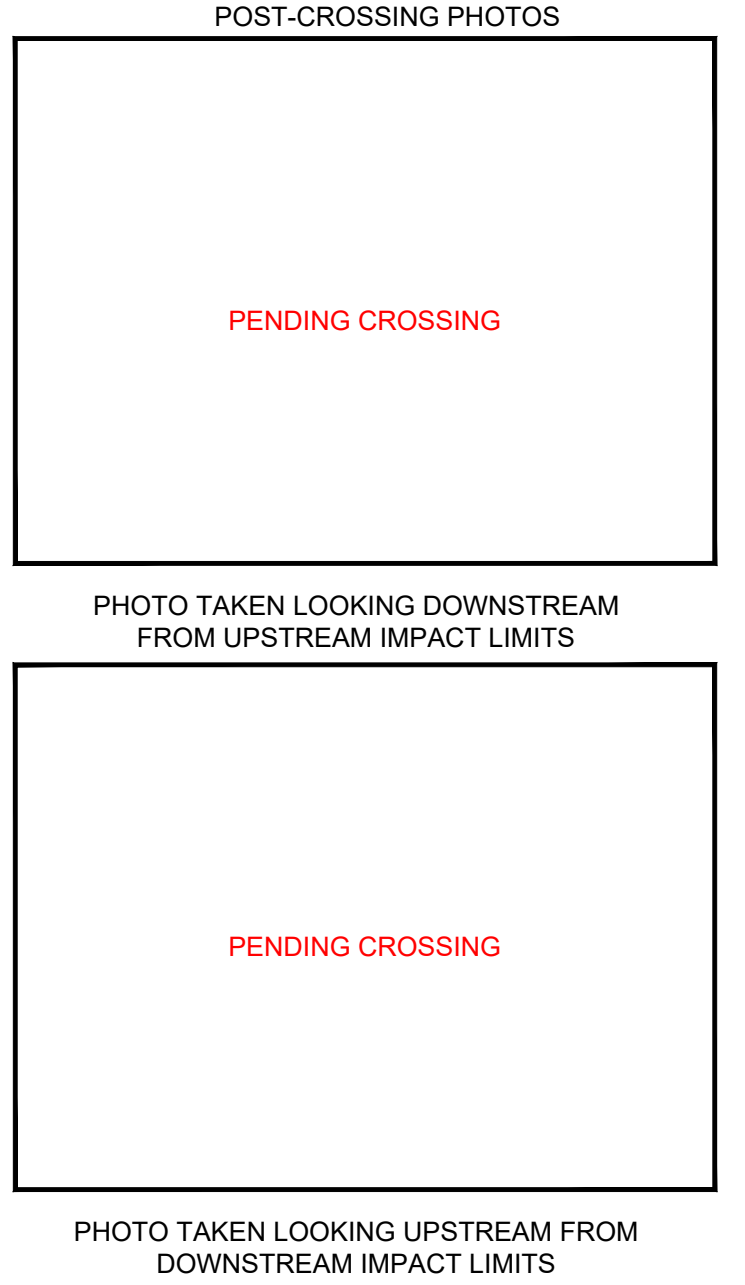 POST-CROSSING PHOTOS
PENDING CROSSING
PHOTO TAKEN LOOKING DOWNSTREAM
FROM UPSTREAM IMPACT LIMITS
PENDING CROSSING
PHOTO TAKEN LOOKING UPSTREAM FROM
DOWNSTREAM IMPACT LIMITS